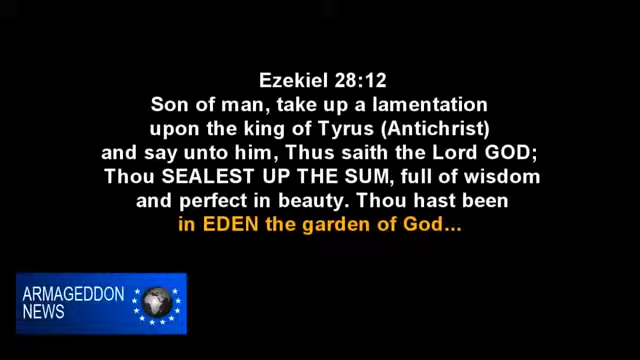 Ezekiel 28:12
Son of man, take up a lamentation
upon the king of Tyrus (Antichrist)
and say unto him, Thus saith the Lord GOD;
Thou SEALEST UP THE SUM, full of wisdom
and perfect in beauty. Thou hast been
in EDEN the garden of God...
ARMAGEDDON
NEWS